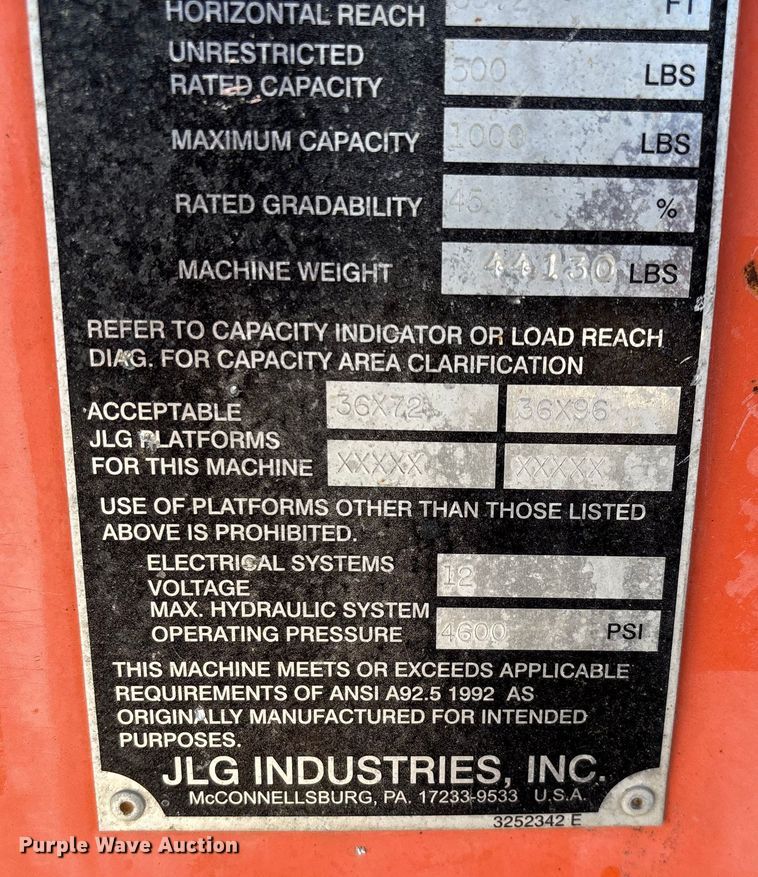 HORIZONTAL REACH FT
UNRESTRICTED
RATED CAPACITY 500 LBS
MAXIMUM CAPACITY 1000 LBS
RATED GRADABILITY 45 %
MACHINE WEIGHT 44130 LBS
REFER TO CAPACITY INDICATOR OR LOAD REACH
DIAG. FOR CAPACITY AREA CLARIFICATION
ACCEPTABLE 36X72 36X96
JLG PLATFORMS
FOR THIS MACHINE XXXXX XXXXX
USE OF PLATFORMS OTHER THAN THOSE LISTED
ABOVE IS PROHIBITED.
ELECTRICAL SYSTEMS
VOLTAGE 12
MAX. HYDRAULIC SYSTEM
OPERATING PRESSURE 4600 PSI
THIS MACHINE MEETS OR EXCEEDS APPLICABLE
REQUIREMENTS OF ANSI A92.5 1992 AS
ORIGINALLY MANUFACTURED FOR INTENDED
PURPOSES.
JLG INDUSTRIES, INC.
McCONNELLSBURG, PA. 17233-9533 U.S.A.
3252342 E
Purple Wave Auction